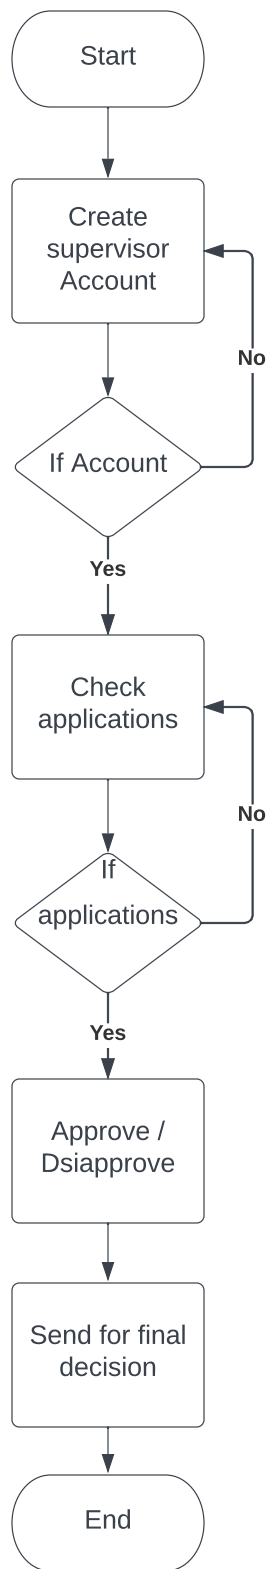 Start
Create
supervisor
Account
No
If Account
Yes
Check
applications
No
If
applications
Yes
Approve /
Dsiapprove
Send for final
decision
End